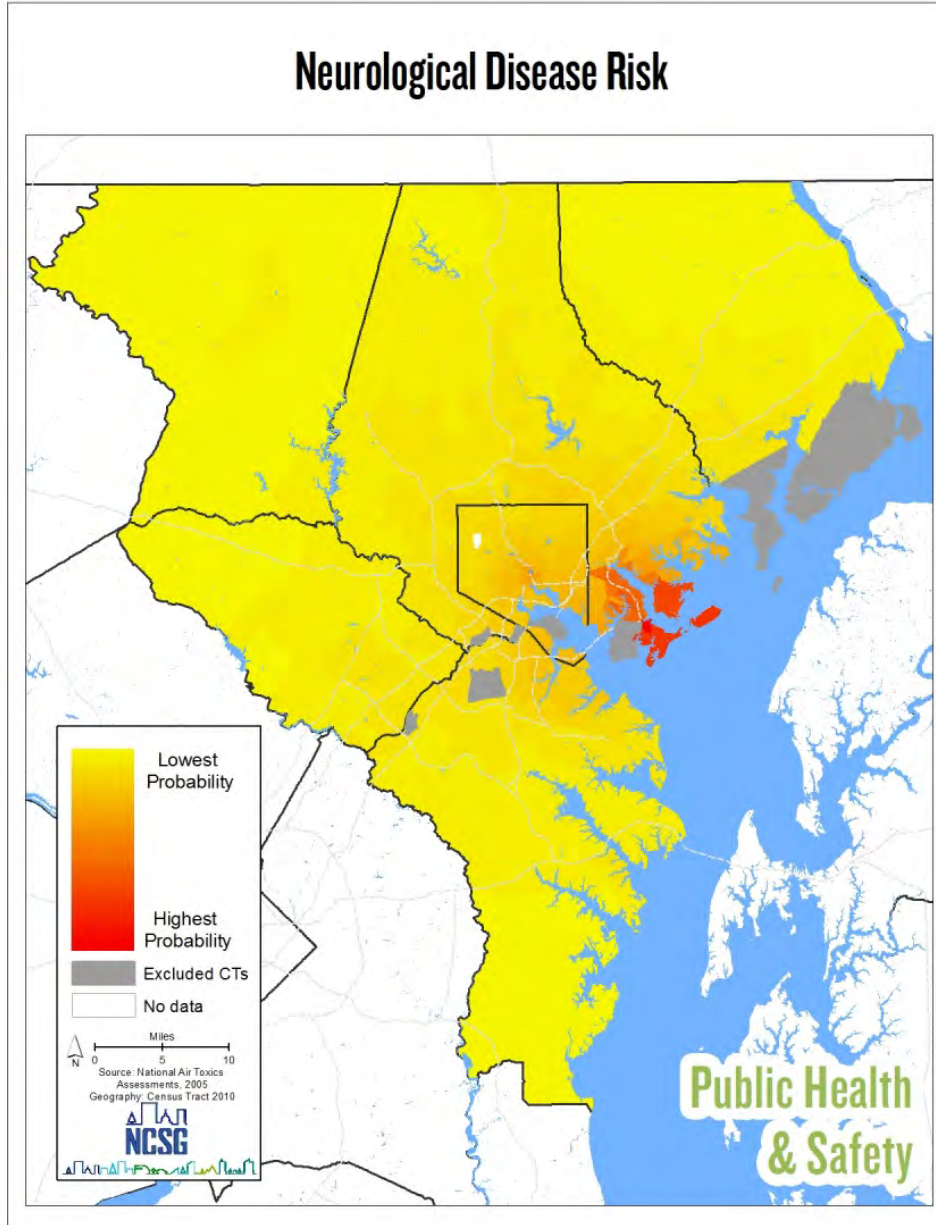 Neurological Disease Risk
Lowest
Probability
Highest
Probability
Excluded CTs
No data
Miles
N
0 5 10
Source: National Air Toxics
Assessments, 2005
Geography: Census Tract 2010
NCSG
Public Health
& Safety